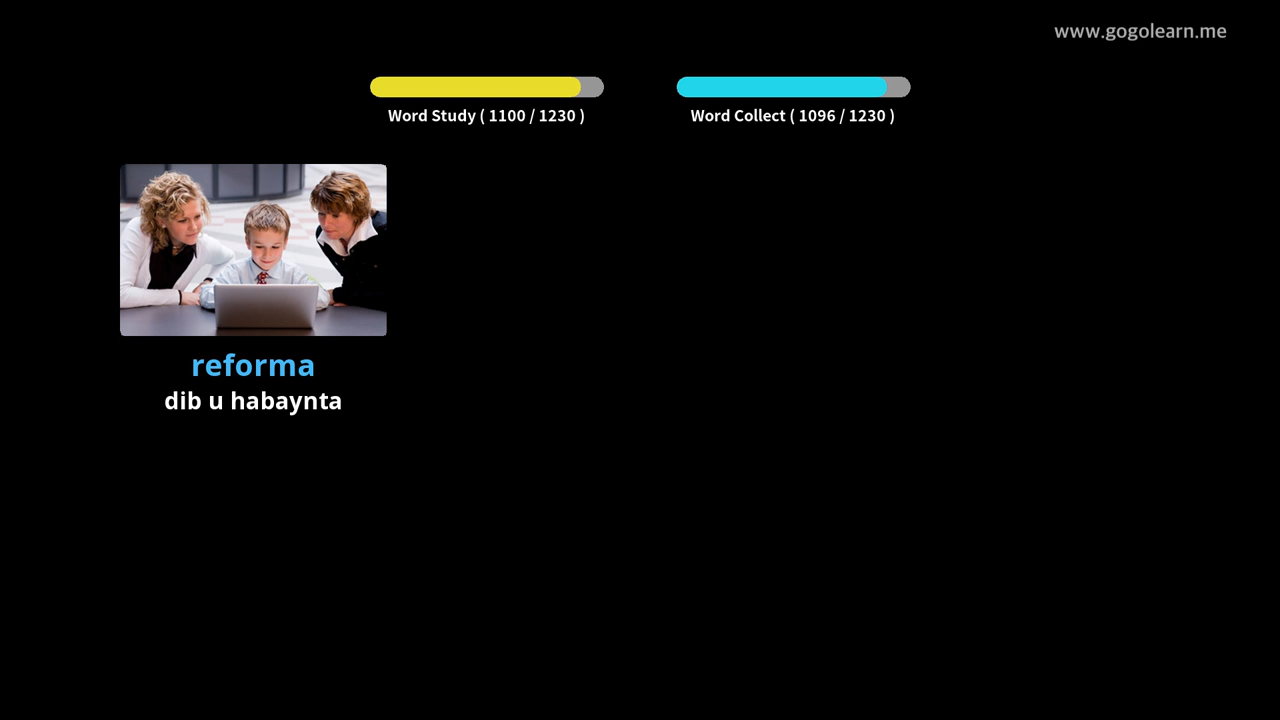 www.gogolearn.me
Word Study ( 1100 / 1230 )
Word Collect ( 1096 / 1230 )
reforma
dib u habaynta